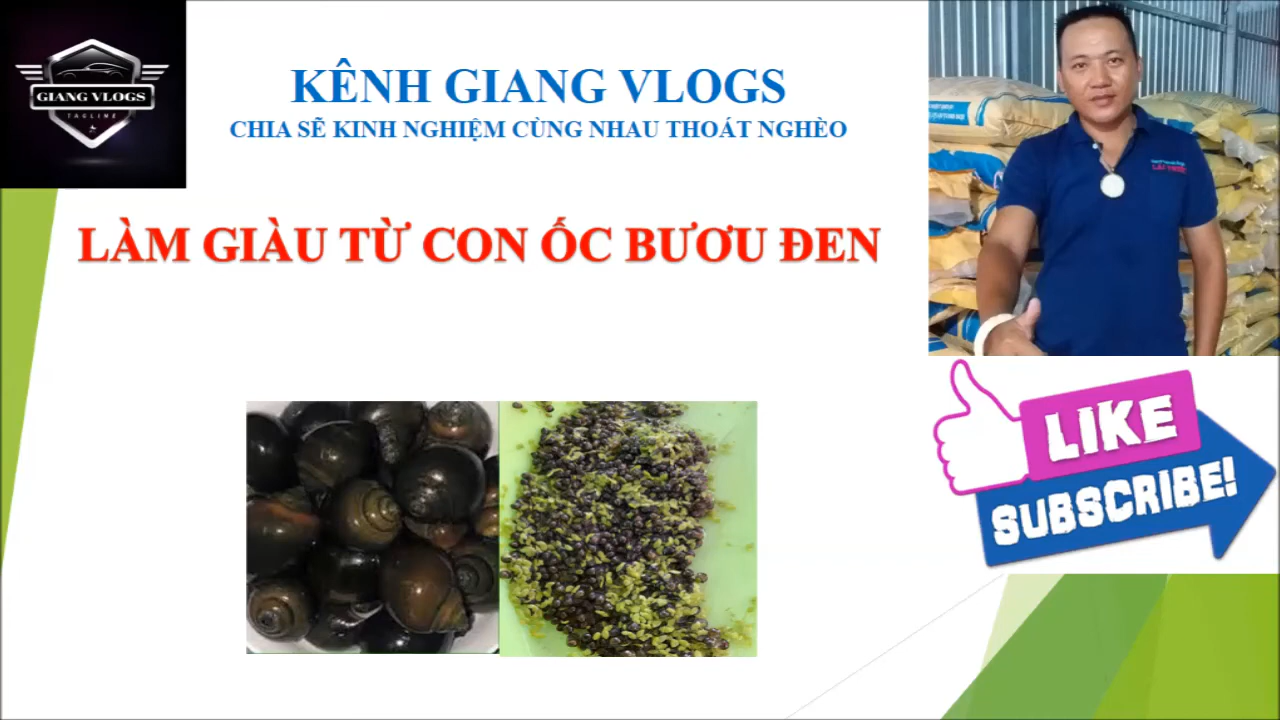 GIANG VLOGS
TAGLINE
KÊNH GIANG VLOGS
CHIA SẼ KINH NGHIỆM CÙNG NHAU THOÁT NGHÈO
LÀM GIÀU TỪ CON ỐC BƯƠU ĐEN
LIKE
SUBSCRIBE!